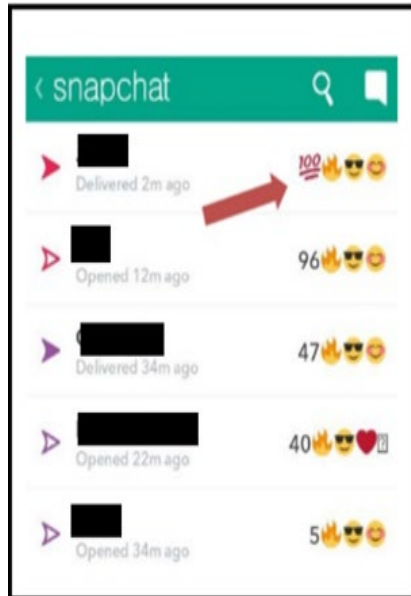 snapchat
Delivered 2m ago
💯🔥😎😊
Opened 12m ago
96🔥😎😊
Delivered 34m ago
47🔥😎😊
Opened 22m ago
40🔥😎❤
Opened 34m ago
5🔥😎😊